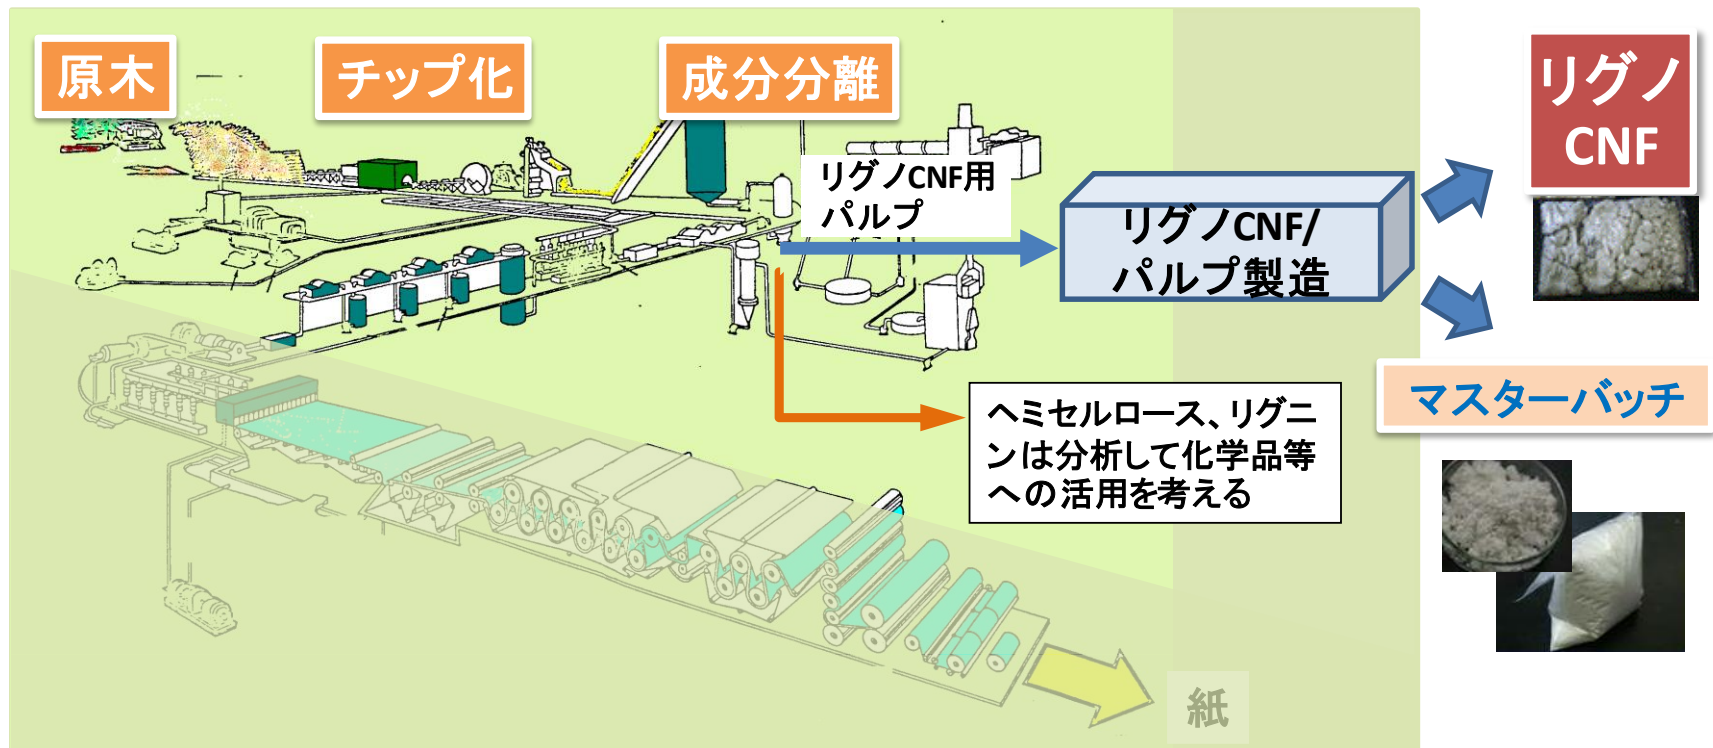 原木
チップ化
成分分離
リグノ
CNF
リグノCNF用
パルプ
リグノCNF/
パルプ製造
マスターバッチ
ヘミセルロース、リグニ
ンは分析して化学品等
への活用を考える
紙